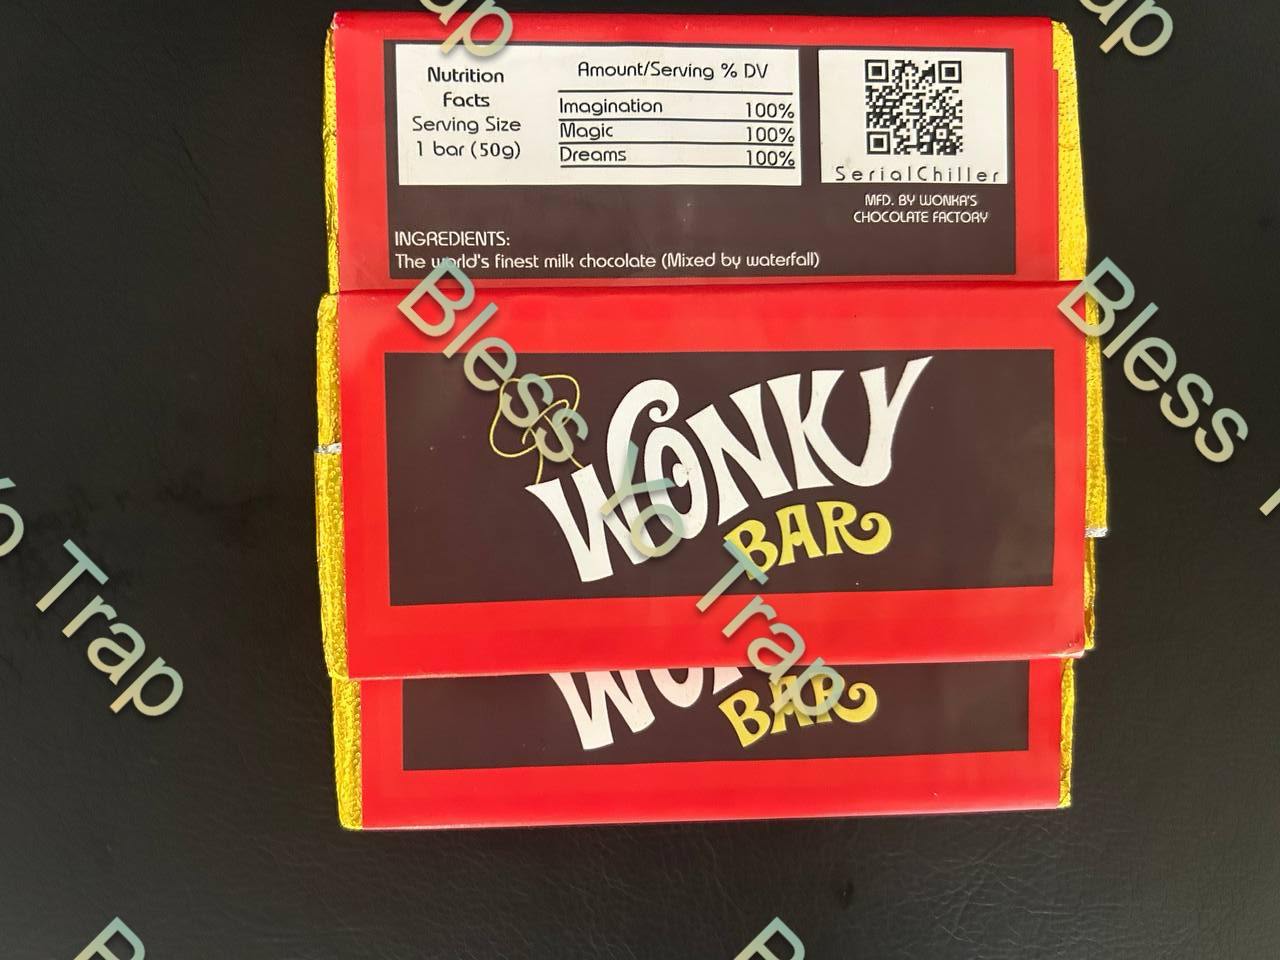 Nutrition
Facts
Serving Size
1 bar (50g)
Amount/Serving % DV
Imagination 100%
Magic 100%
Dreams 100%
SerialChiller
MFD. BY WONKA'S
CHOCOLATE FACTORY
INGREDIENTS:
The world's finest milk chocolate (Mixed by waterfall)
WONKY
BAR
BAR
Bless
Yo
Trap
Bless
Yo
Trap